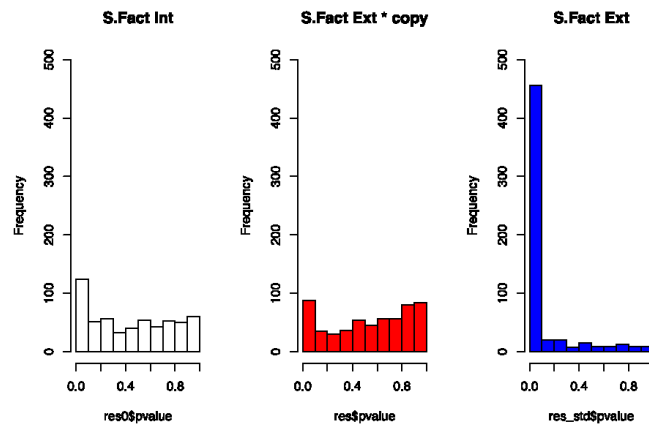 S.Fact Int
S.Fact Ext * copy
S.Fact Ext
500
400
300
200
100
0
Frequency
0.0 0.4 0.8
res0$pvalue
500
400
300
200
100
0
Frequency
0.0 0.4 0.8
res$pvalue
500
400
300
200
100
0
Frequency
0.0 0.4 0.8
res_std$pvalue